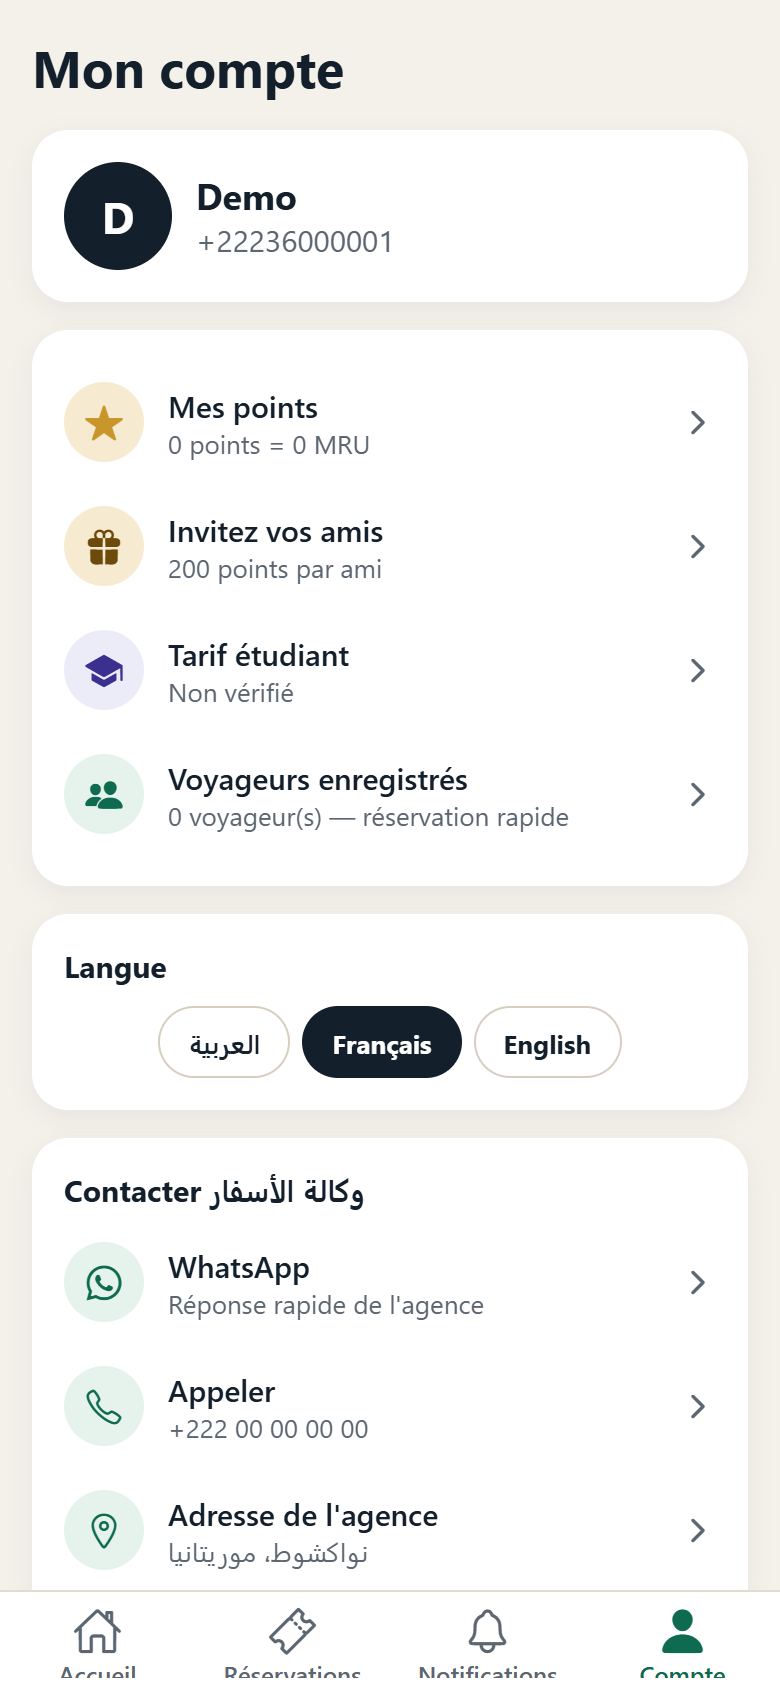 Mon compte
D
Demo
+22236000001
Mes points
0 points = 0 MRU
Invitez vos amis
200 points par ami
Tarif étudiant
Non vérifié
Voyageurs enregistrés
0 voyageur(s) — réservation rapide
Langue
العربية
Français
English
Contacter وكالة الأسفار
WhatsApp
Réponse rapide de l'agence
Appeler
+222 00 00 00 00
Adresse de l'agence
نواكشوط، موريتانيا
Accueil
Réservations
Notifications
Compte